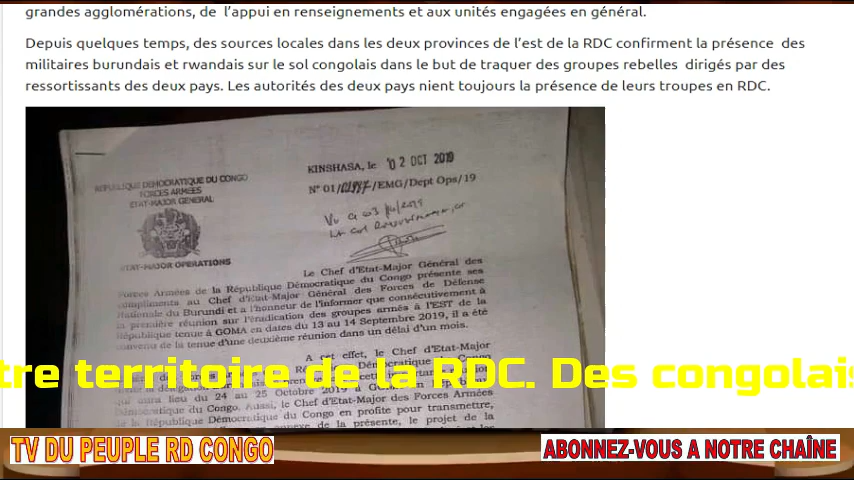 grandes agglomérations, de l'appui en renseignements et aux unités engagées en général.
Depuis quelques temps, des sources locales dans les deux provinces de l'est de la RDC confirment la présence des
militaires burundais et rwandais sur le sol congolais dans le but de traquer des groupes rebelles dirigés par des
ressortissants des deux pays. Les autorités des deux pays nient toujours la présence de leurs troupes en RDC.
REPUBLIQUE DEMOCRATIQUE DU CONGO
FORCES ARMEES
ETAT-MAJOR GENERAL
ETAT-MAJOR OPERATIONS
KINSHASA, le 02 OCT 2019
N° 01/ /EMG/Dept Ops/19
Le Chef d'Etat-Major Général des
Forces Armées de la République Démocratique du Congo présente ses
compliments au Chef d'Etat-Major Général des Forces de Défense
Nationale du Burundi et a l'honneur de l'informer que consécutivement à
la première réunion sur l'éradication des groupes armés à l'EST de la
République tenue à GOMA en dates du 13 au 14 Septembre 2019, il a été
convenu de la tenue d'une deuxième réunion dans un délai d'un mois.
A cet effet, le Chef d'Etat-Major
tre territoire de la RDC. Des congolais
qui aura lieu du 24 au 25 Octobre 2019 à
Démocratique du Congo. Aussi, le Chef d'Etat-Major des Forces Armées
de la République Démocratique du Congo en profite pour transmettre,
en annexe de la présente, le projet de la
TV DU PEUPLE RD CONGO
ABONNEZ-VOUS A NOTRE CHAÎNE